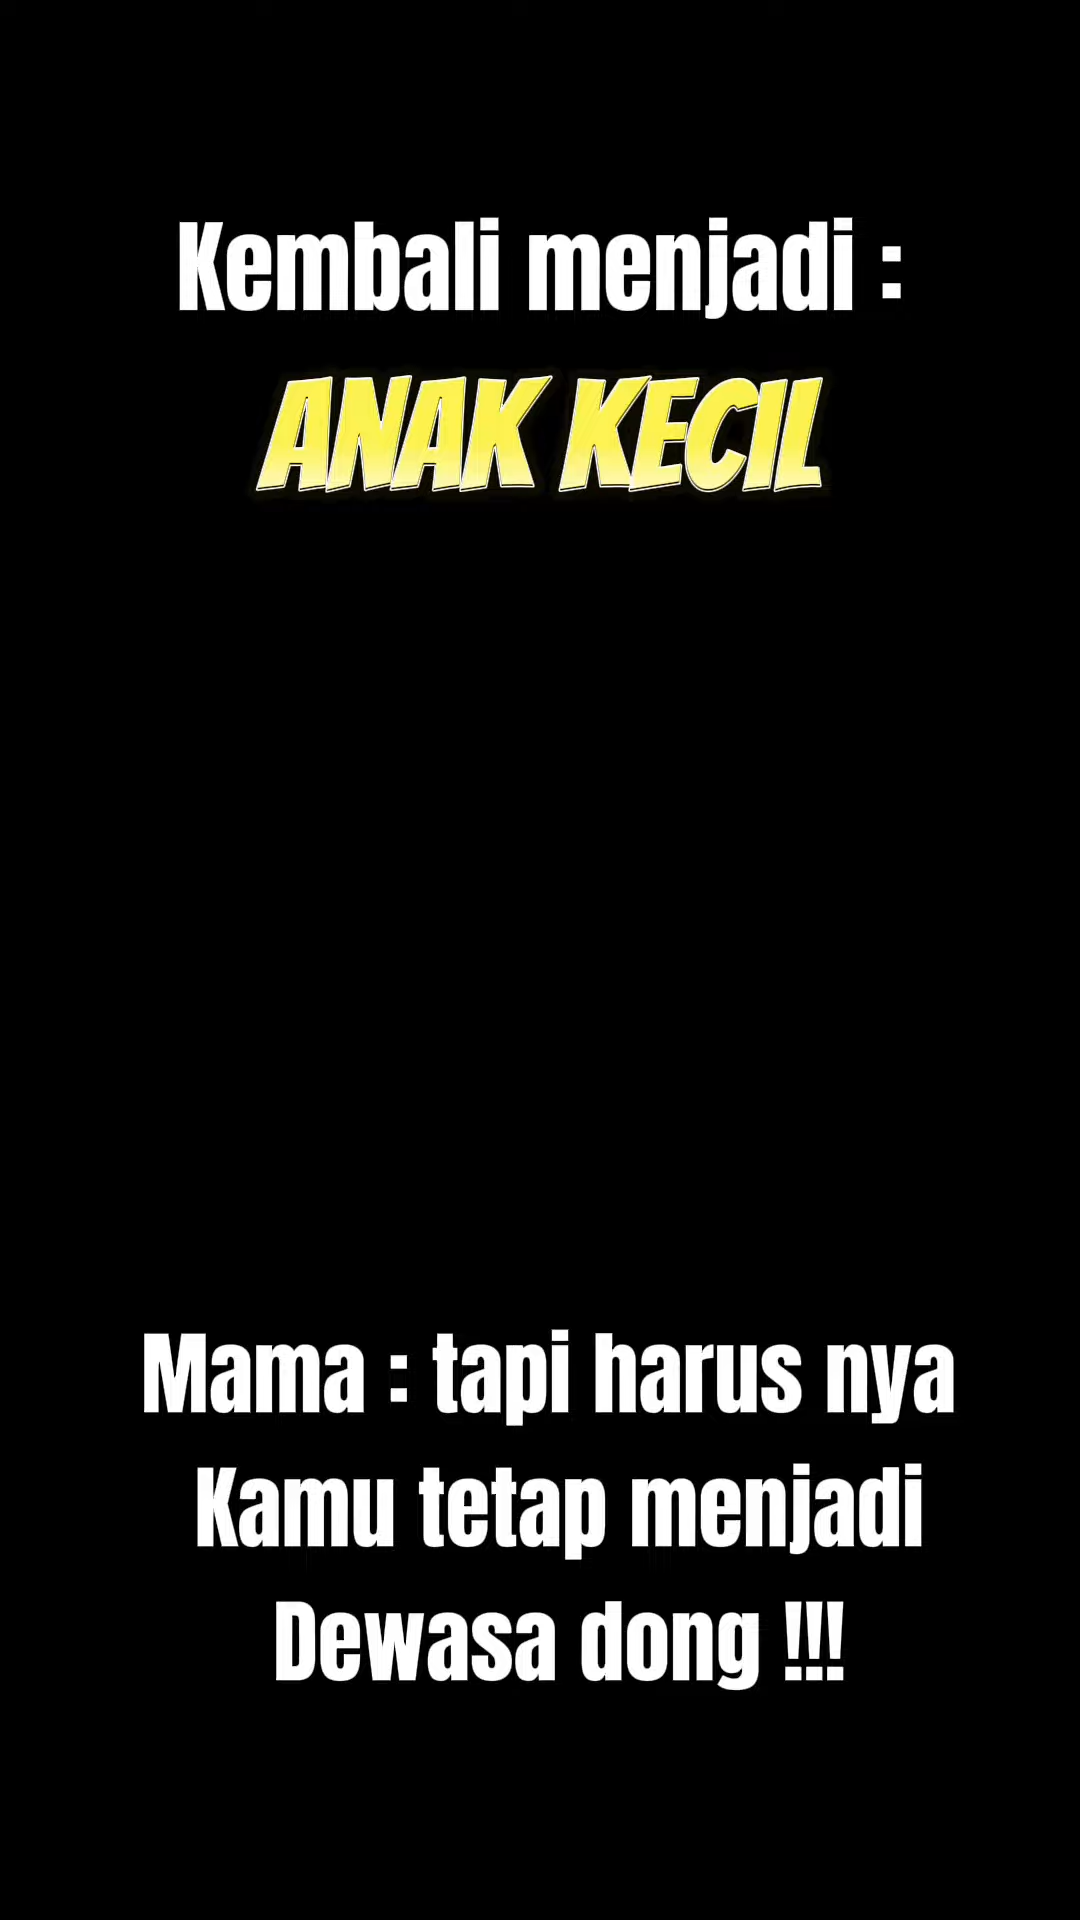 Kembali menjadi :
ANAK KECIL
Mama : tapi harus nya
Kamu tetap menjadi
Dewasa dong !!!